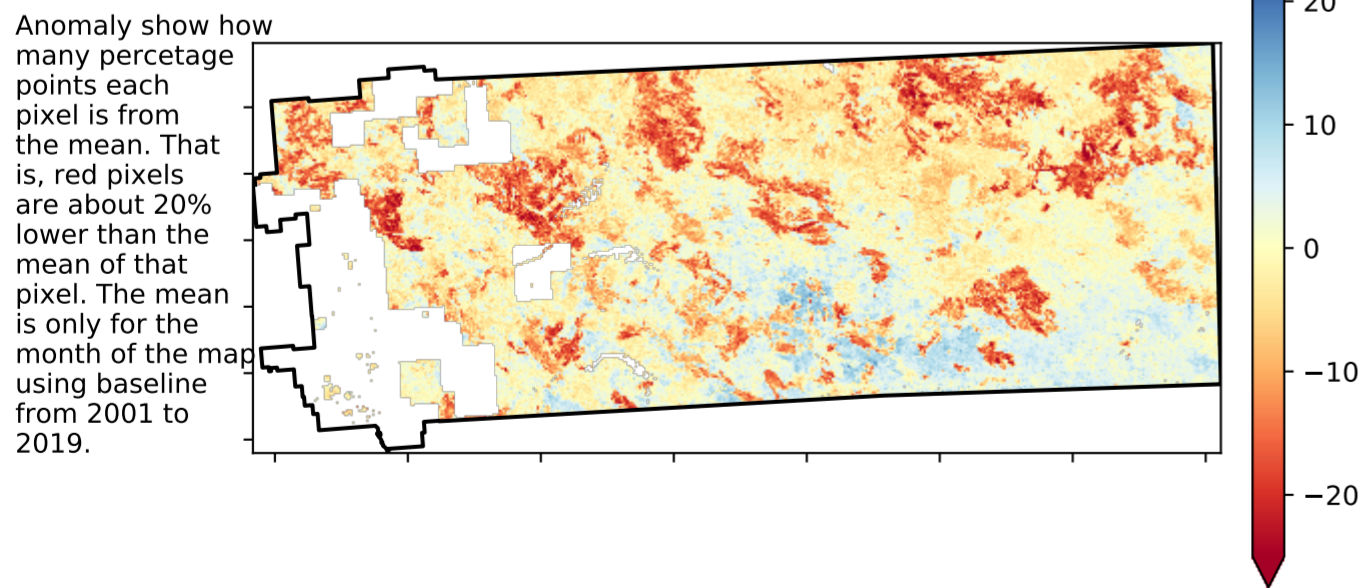 Anomaly show how
many percetage
points each
pixel is from
the mean. That
is, red pixels
are about 20%
lower than the
mean of that
pixel. The mean
is only for the
month of the map
using baseline
from 2001 to
2019.
20
10
0
−10
−20